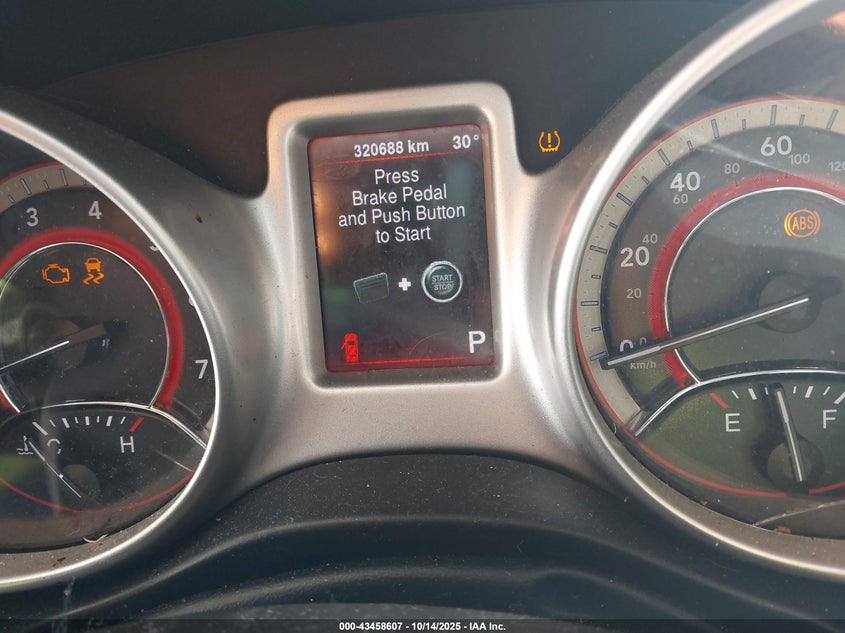 320688 km 30°
Press
Brake Pedal
and Push Button
to Start
START
STOP
P
3 4
7
C H
0 20 40 60
20 40 60 80 100 120
km/h
ABS
E F
000-43458607 - 10/14/2025 - IAA Inc.